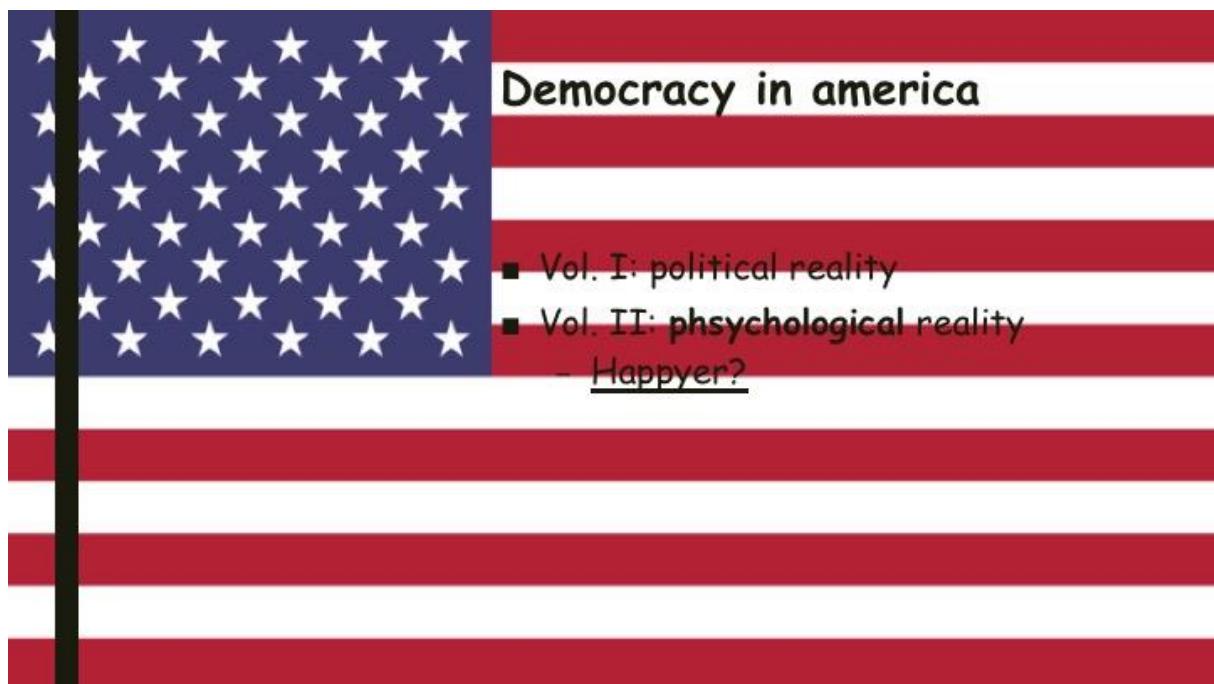 Democracy in america
▪ Vol. I: political reality
▪ Vol. II: phsychological reality
– Happyer?